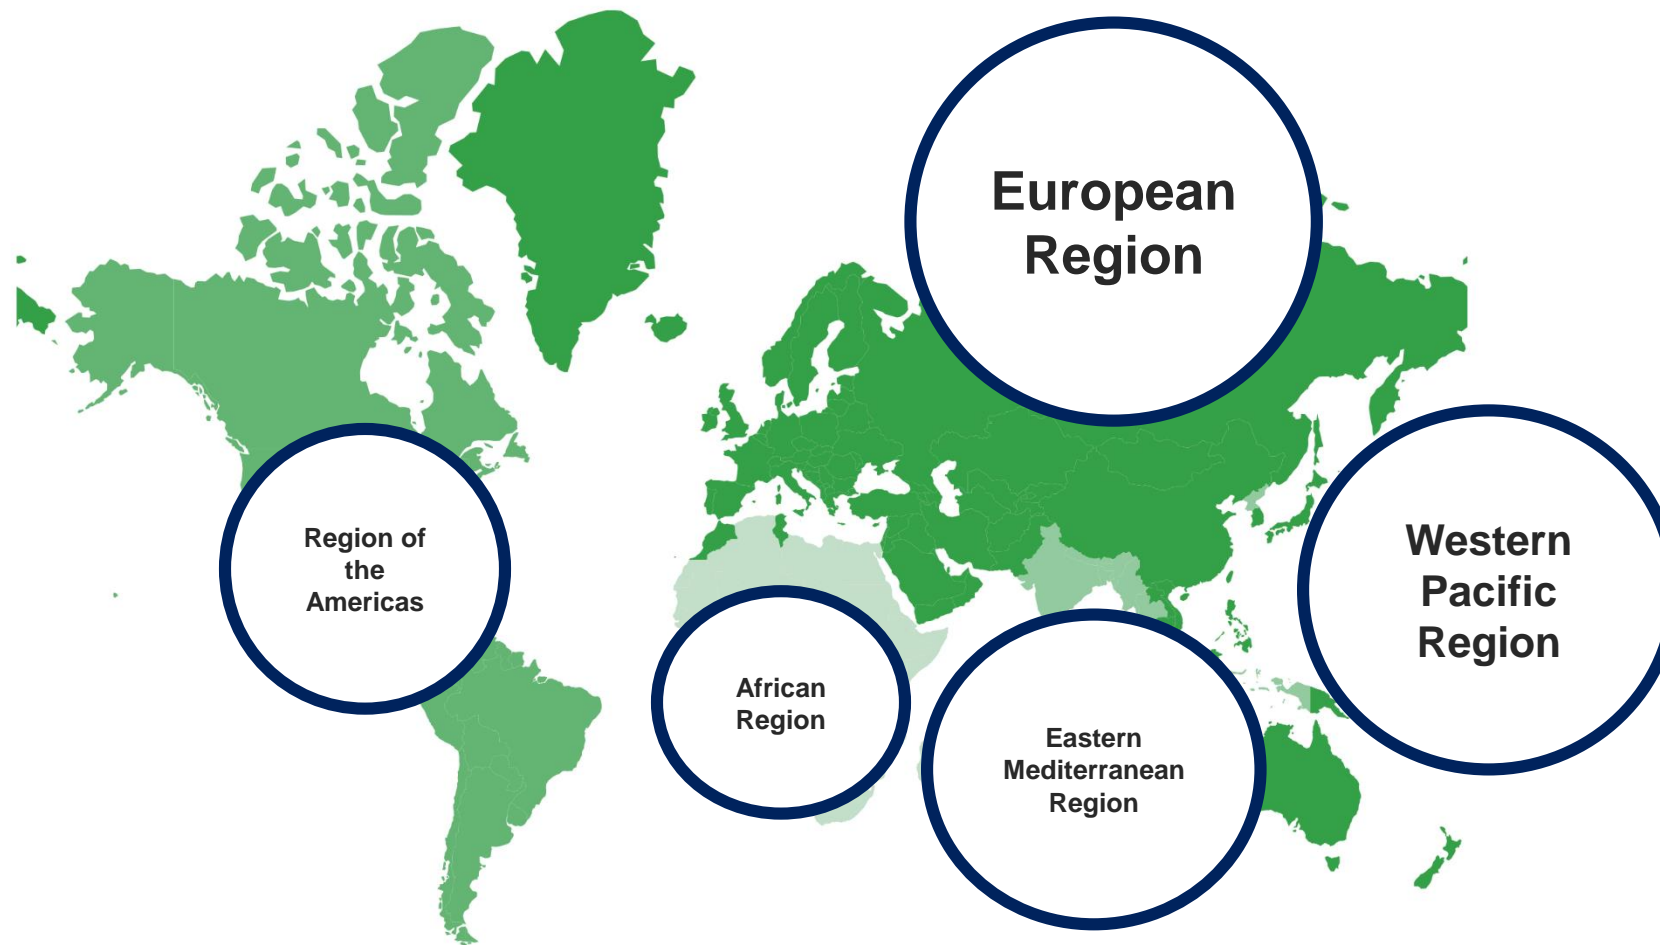 European
Region
Region of
the
Americas
Western
Pacific
Region
African
Region
Eastern
Mediterranean
Region